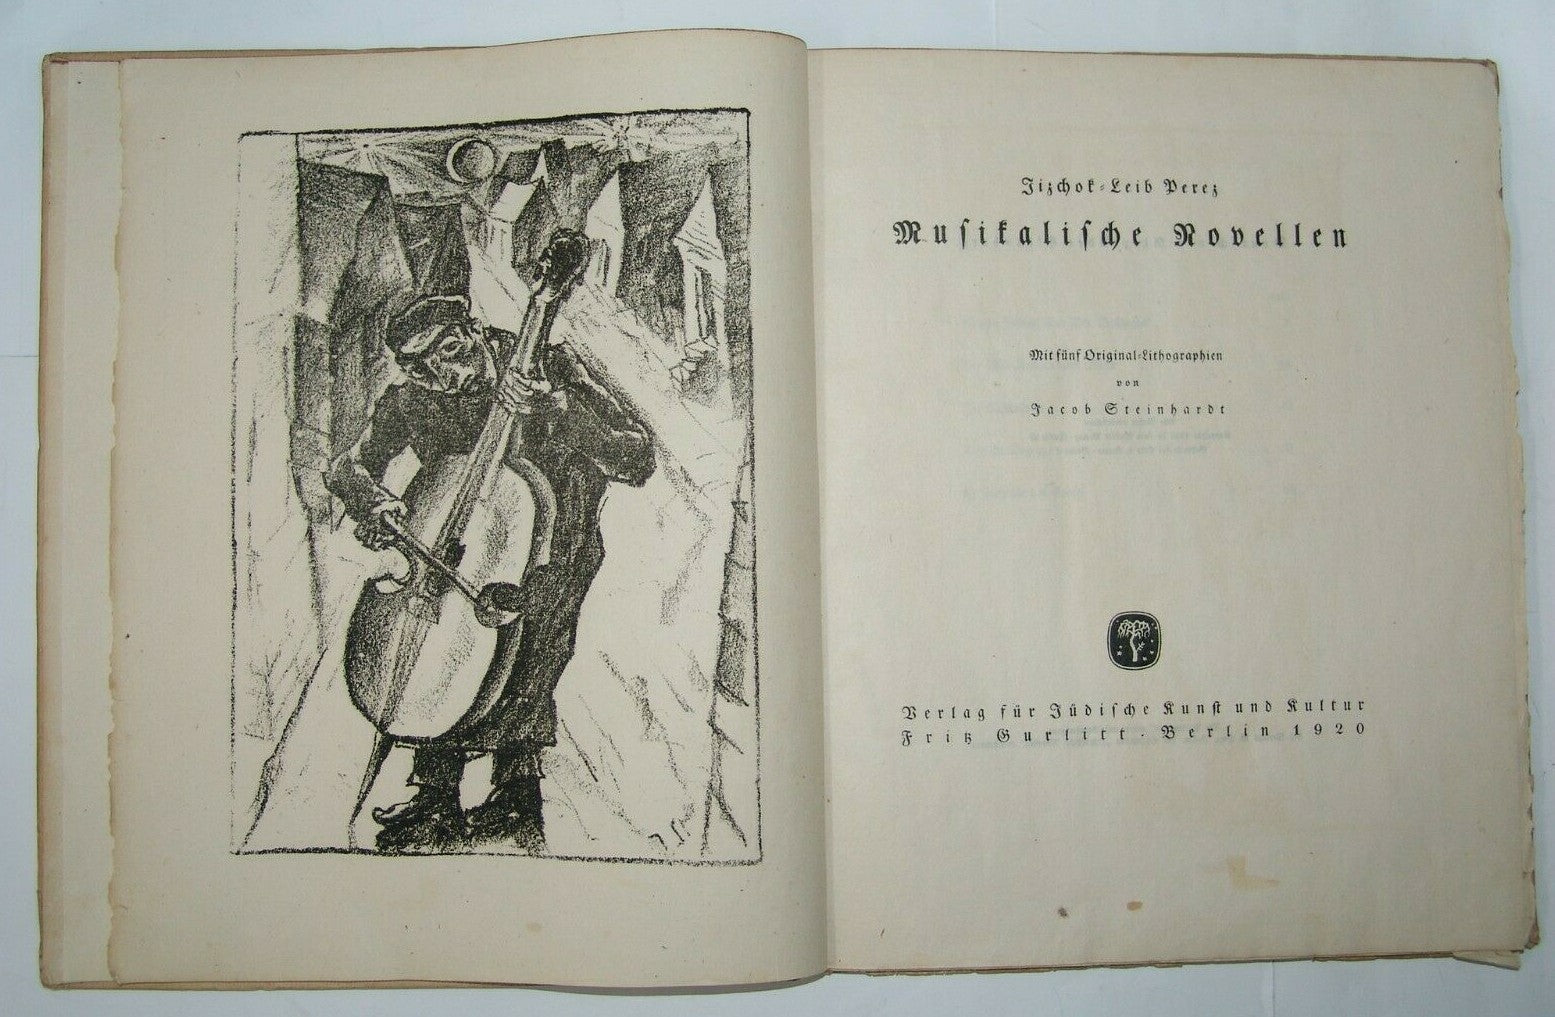 J. St.
Jizchok-Leib Perez
Musikalische Novellen
Mit fünf Original-Lithographien
von
Jacob Steinhardt
Verlag für Jüdische Kunst und Kultur
Fritz Gurlitt · Berlin 1920